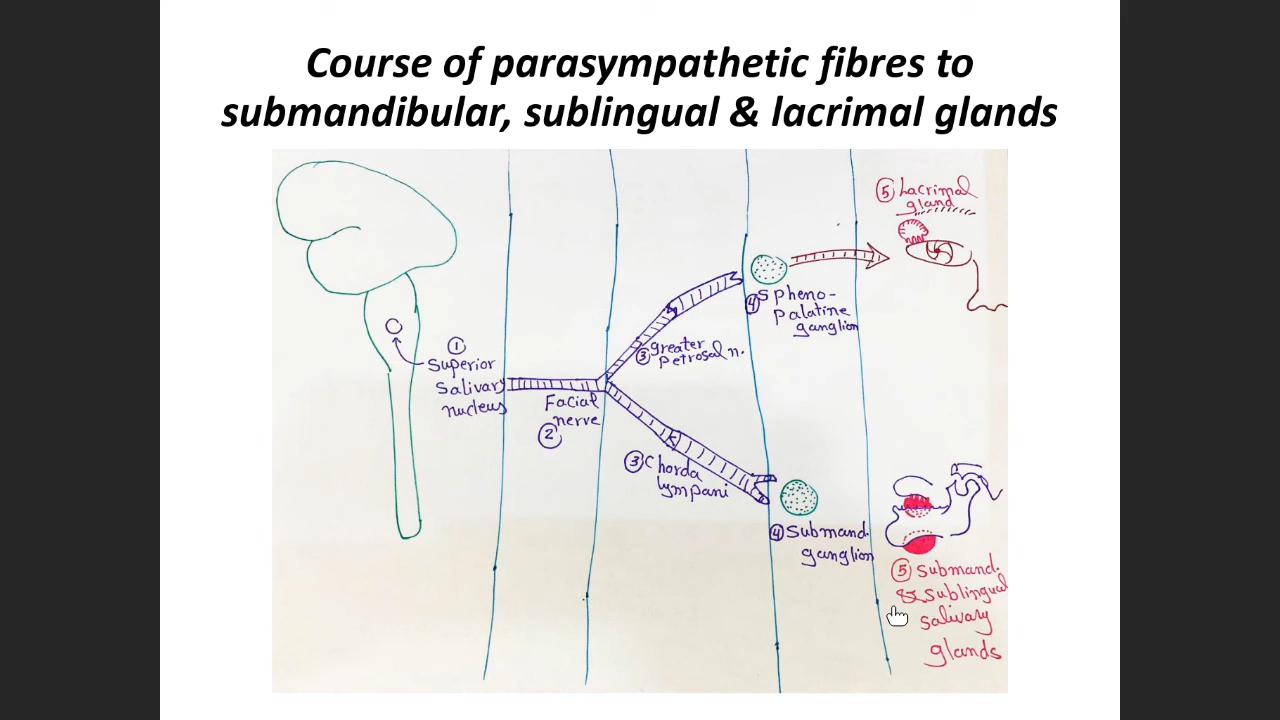 Course of parasympathetic fibres to
submandibular, sublingual & lacrimal glands
①
Superior
Salivary
nucleus
Facial
nerve
②
③ greater
petrosal n.
③ Chorda
tympani
④ Spheno-
palatine
ganglion
④ Submand.
ganglion
⑤ Lacrimal
gland
⑤ Submand.
& Sublingual
salivary
glands